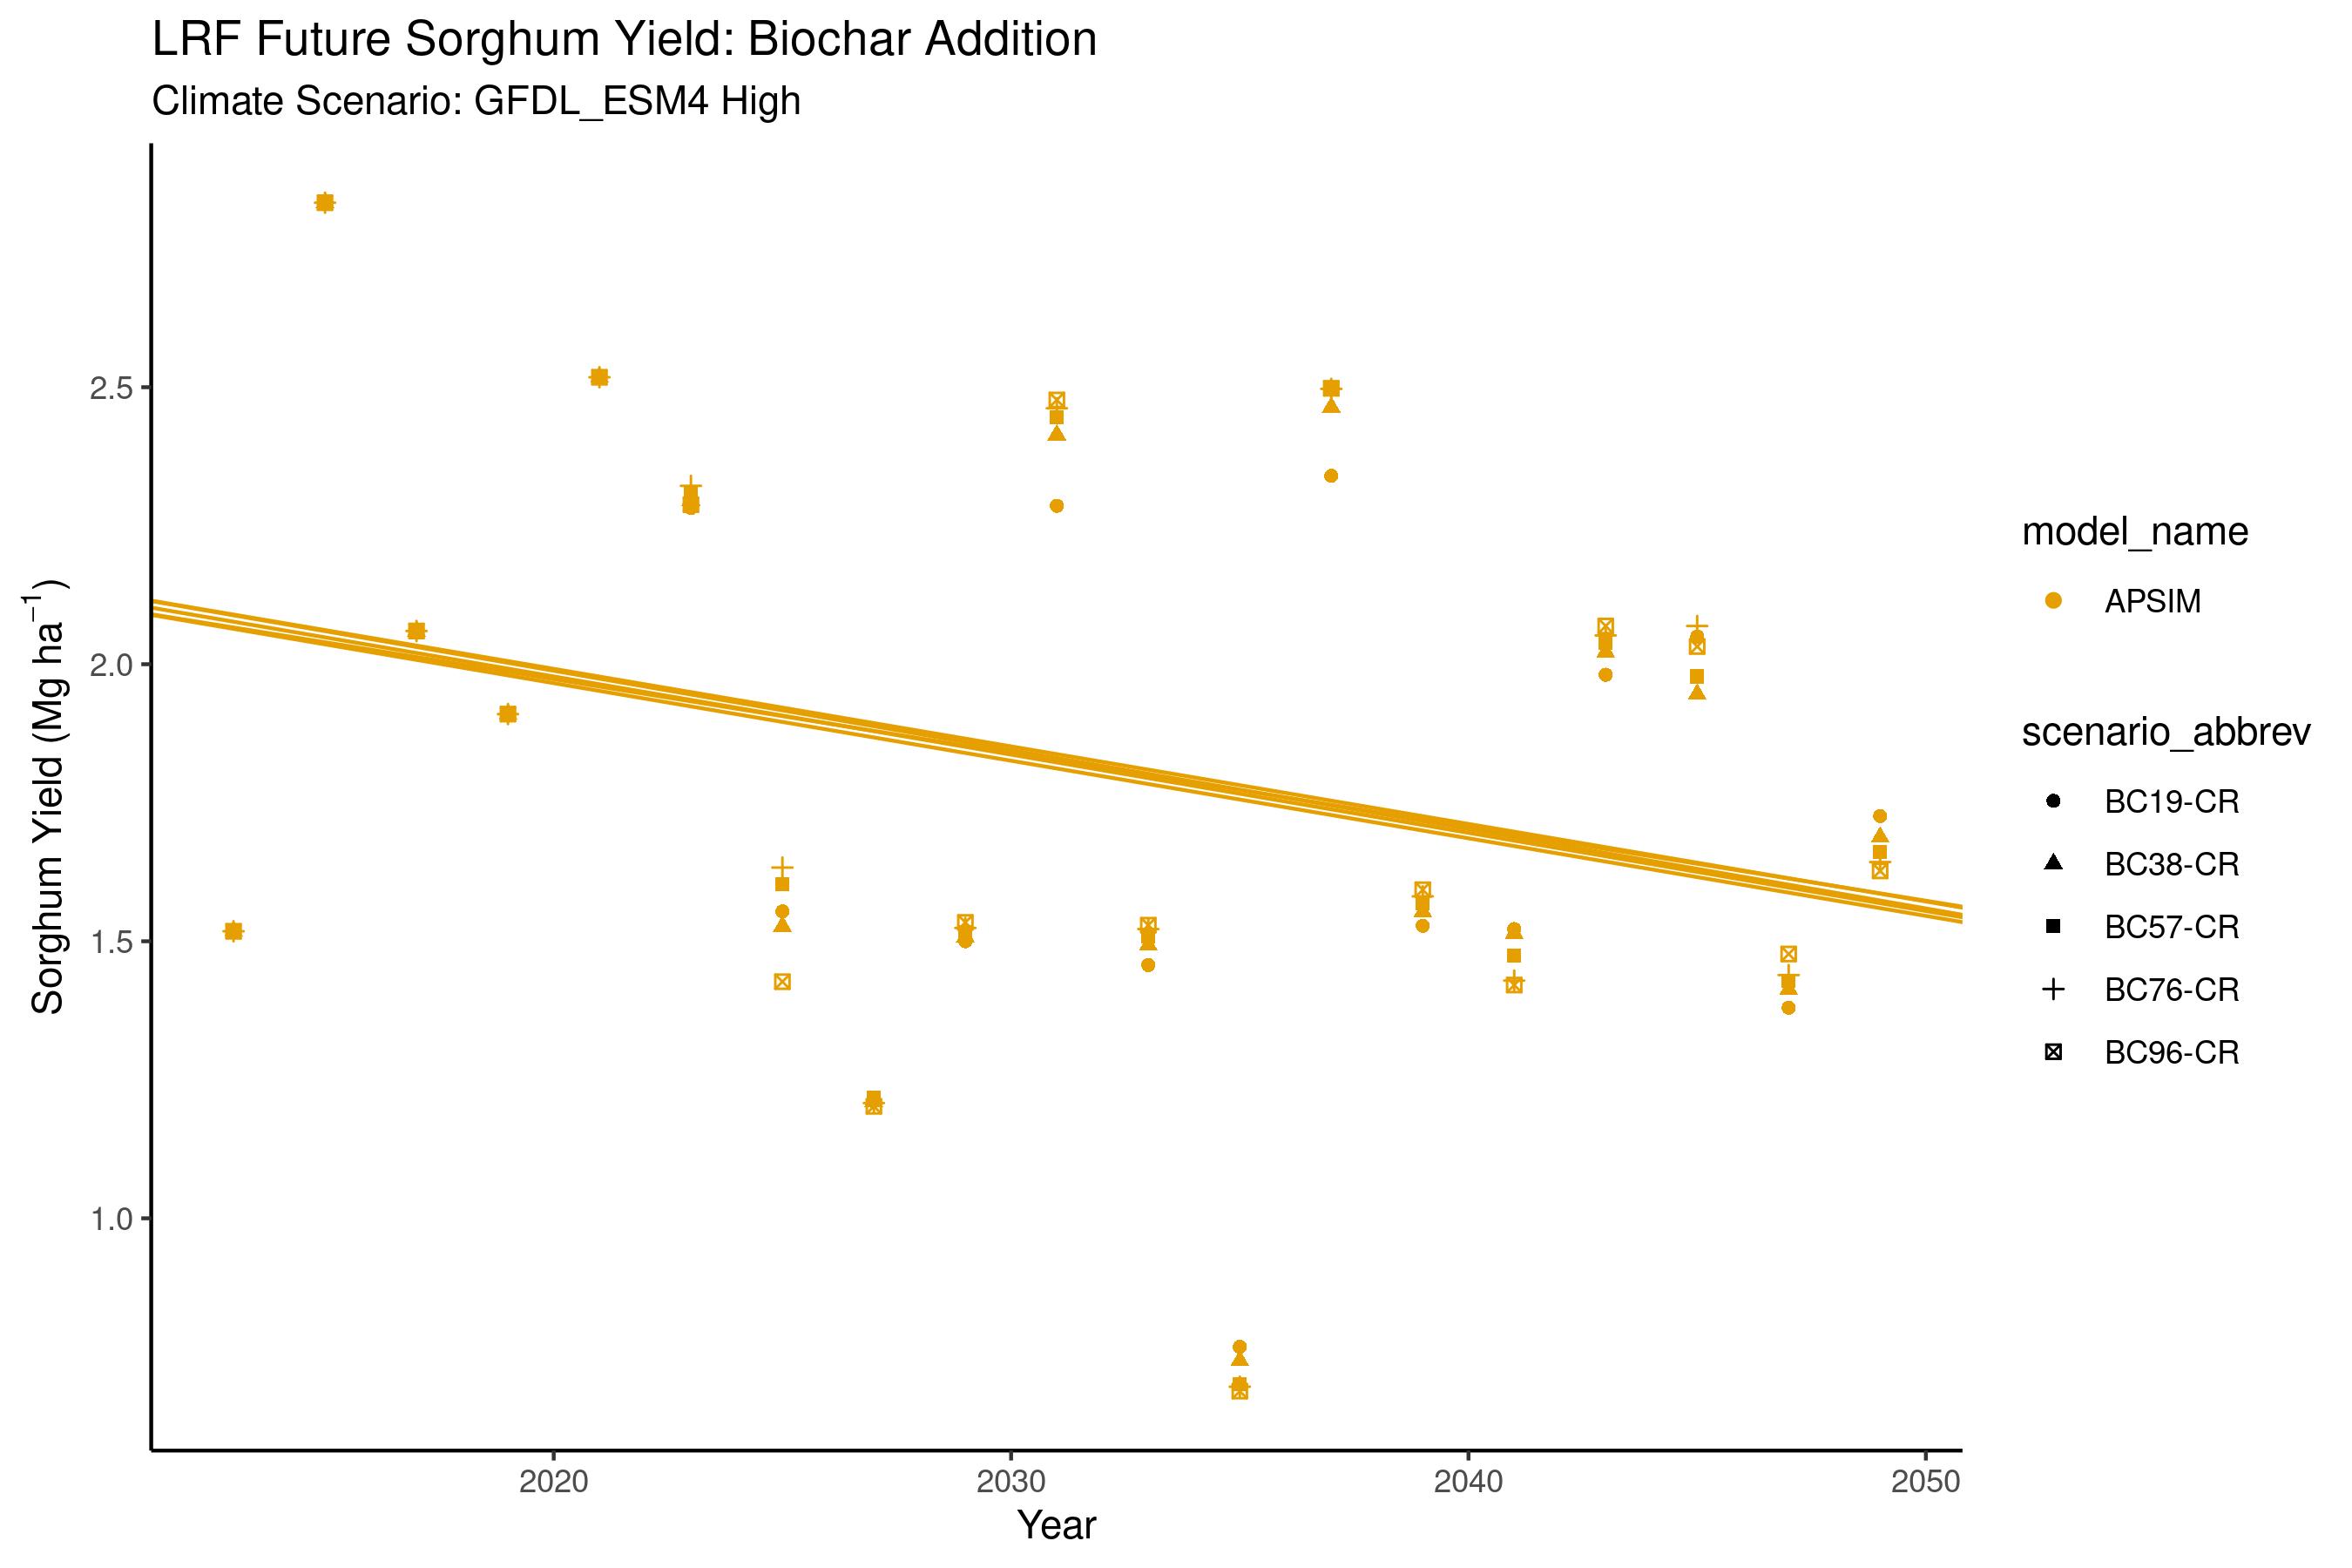 LRF Future Sorghum Yield: Biochar Addition
Climate Scenario: GFDL_ESM4 High
Sorghum Yield (Mg ha⁻¹)
2.5
2.0
1.5
1.0
2020
2030
2040
2050
Year
model_name
APSIM
scenario_abbrev
BC19-CR
BC38-CR
BC57-CR
BC76-CR
BC96-CR